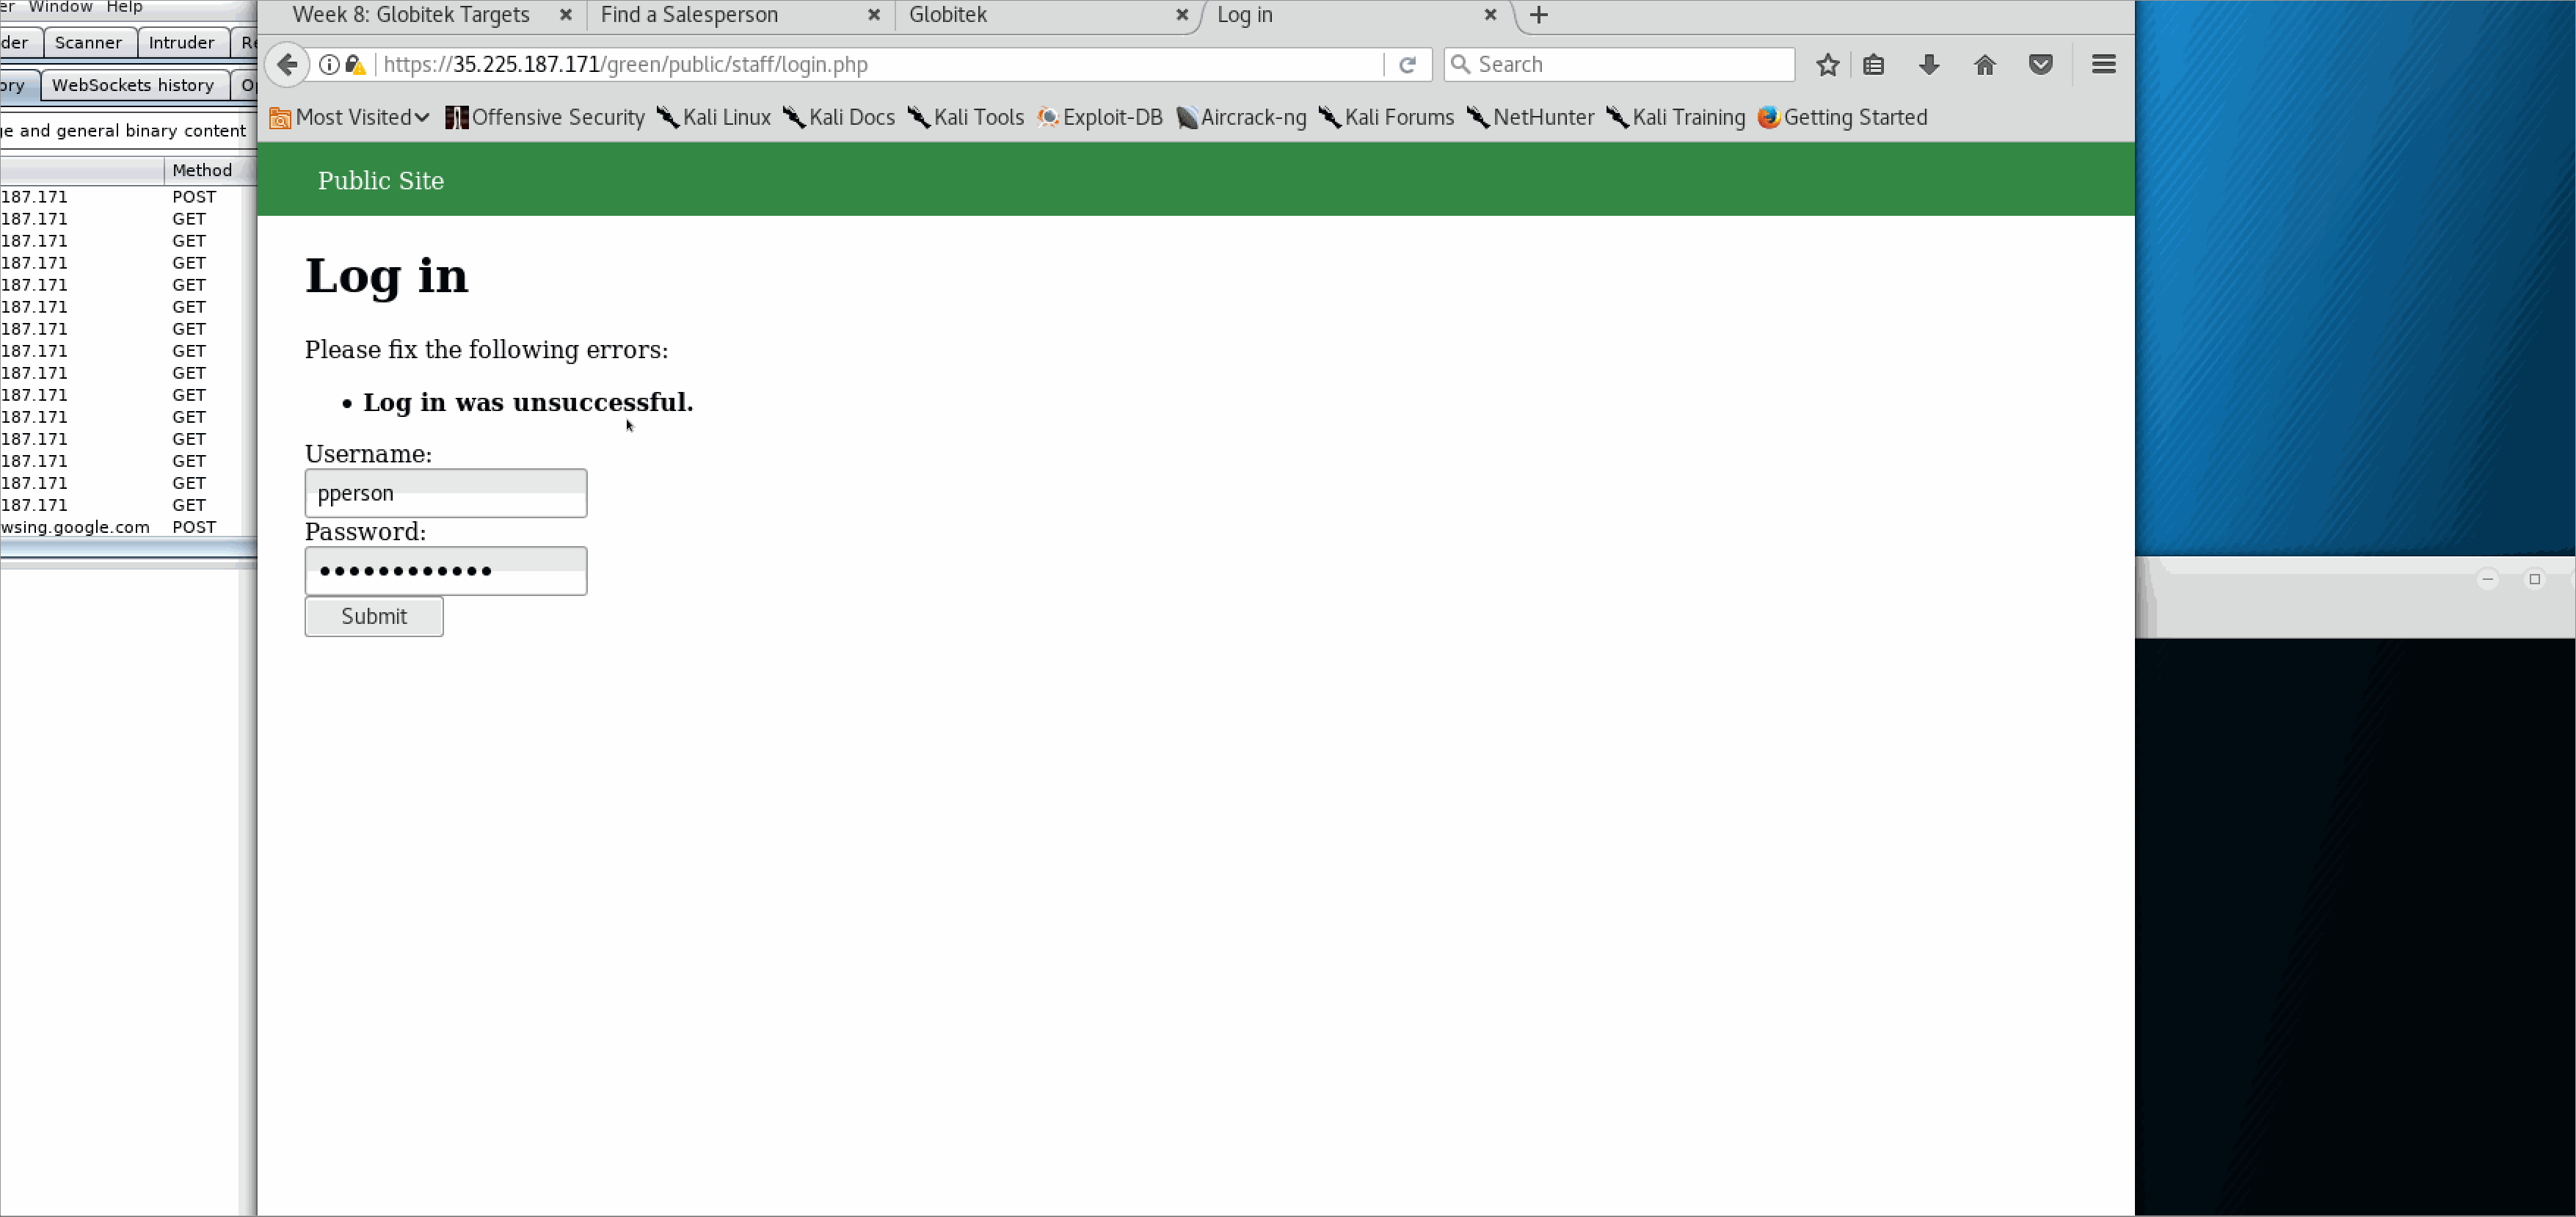 er Window Help
der Scanner Intruder Re
ory WebSockets history Op
ge and general binary content
Method
187.171 POST
187.171 GET
187.171 GET
187.171 GET
187.171 GET
187.171 GET
187.171 GET
187.171 GET
187.171 GET
187.171 GET
187.171 GET
187.171 GET
187.171 GET
187.171 GET
187.171 GET
wsing.google.com POST
Week 8: Globitek Targets Find a Salesperson Globitek Log in
https://35.225.187.171/green/public/staff/login.php Search
Most Visited Offensive Security Kali Linux Kali Docs Kali Tools Exploit-DB Aircrack-ng Kali Forums NetHunter Kali Training Getting Started
Public Site
Log in
Please fix the following errors:
• Log in was unsuccessful.
Username:
pperson
Password:
••••••••••••
Submit